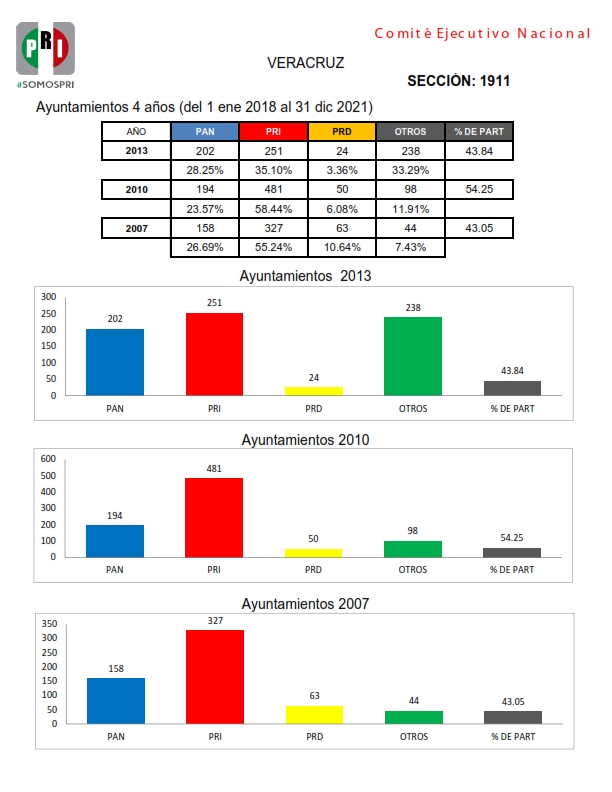 Comité Ejecutivo Nacional
PRI
#SOMOSPRI
VERACRUZ
SECCIÓN: 1911
Ayuntamientos 4 años (del 1 ene 2018 al 31 dic 2021)
AÑO PAN PRI PRD OTROS % DE PART
2013 202 251 24 238 43.84
28.25% 35.10% 3.36% 33.29%
2010 194 481 50 98 54.25
23.57% 58.44% 6.08% 11.91%
2007 158 327 63 44 43.05
26.69% 55.24% 10.64% 7.43%
Ayuntamientos 2013
300
250
200
150
100
50
0
202 251 24 238 43.84
PAN PRI PRD OTROS % DE PART
Ayuntamientos 2010
600
500
400
300
200
100
0
194 481 50 98 54.25
PAN PRI PRD OTROS % DE PART
Ayuntamientos 2007
350
300
250
200
150
100
50
0
158 327 63 44 43.05
PAN PRI PRD OTROS % DE PART